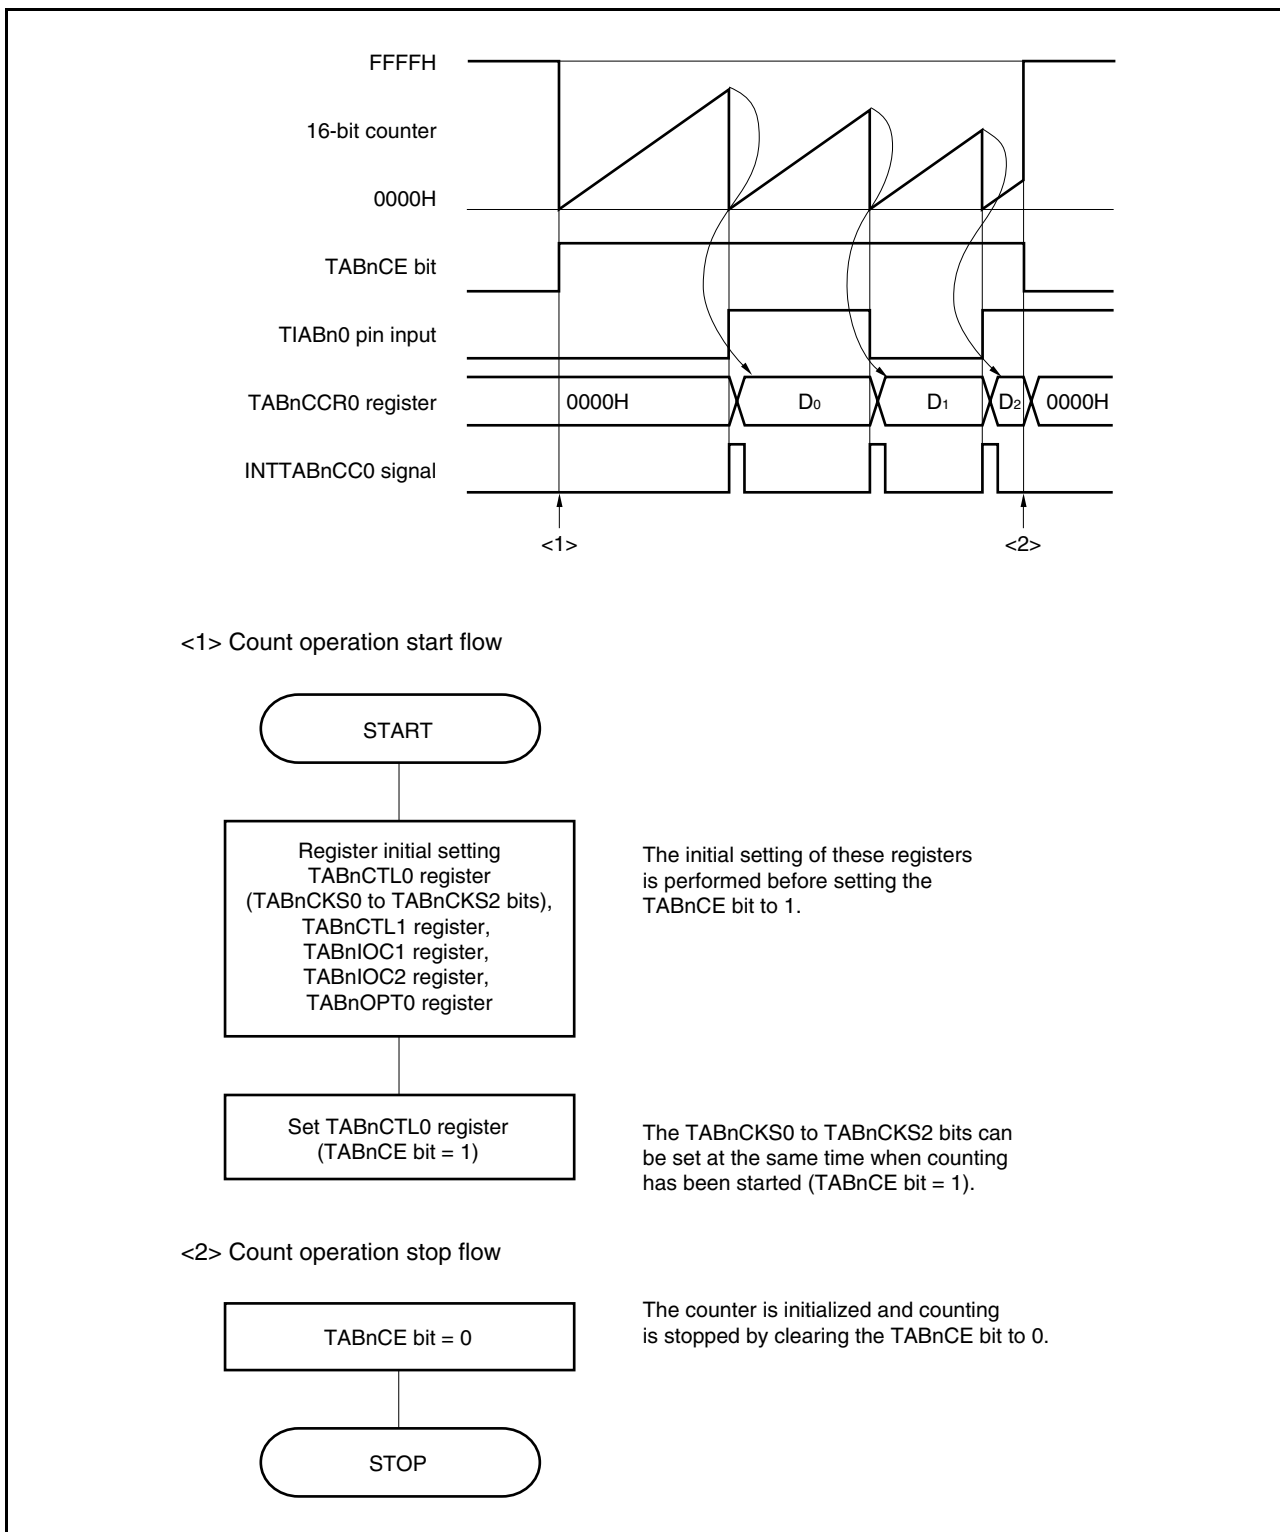 FFFFH
16-bit counter
0000H
TABnCE bit
TIABn0 pin input
TABnCCR0 register
0000H D0 D1 D2 0000H
INTTABnCC0 signal
<1> <2>
<1> Count operation start flow
START
Register initial setting
TABnCTL0 register
(TABnCKS0 to TABnCKS2 bits),
TABnCTL1 register,
TABnIOC1 register,
TABnIOC2 register,
TABnOPT0 register
The initial setting of these registers
is performed before setting the
TABnCE bit to 1.
Set TABnCTL0 register
(TABnCE bit = 1)
The TABnCKS0 to TABnCKS2 bits can
be set at the same time when counting
has been started (TABnCE bit = 1).
<2> Count operation stop flow
TABnCE bit = 0
The counter is initialized and counting
is stopped by clearing the TABnCE bit to 0.
STOP